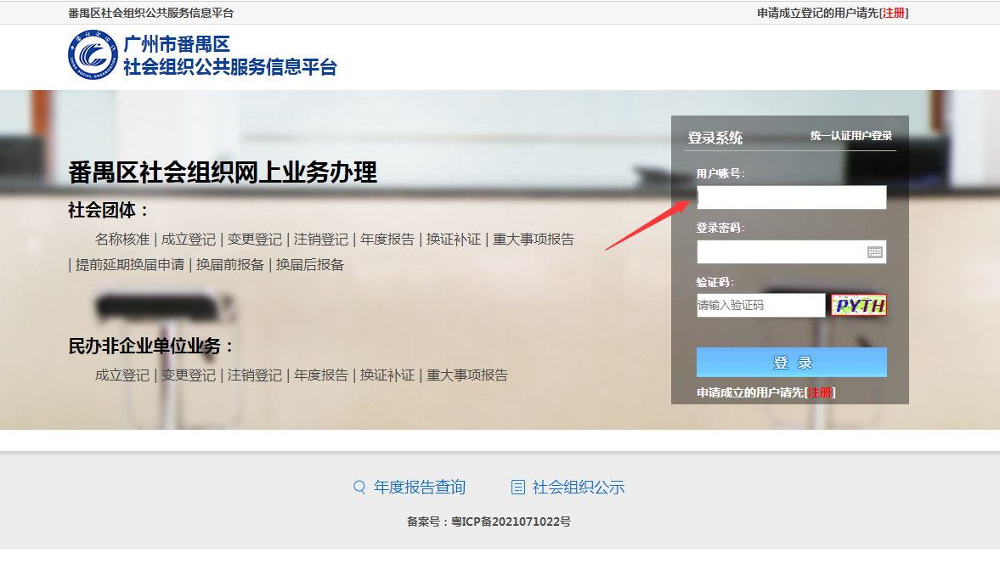 番禺区社会组织公共服务信息平台
申请成立登记的用户请先[注册]
广州市番禺区
社会组织公共服务信息平台
番禺区社会组织网上业务办理
社会团体：
名称核准 | 成立登记 | 变更登记 | 注销登记 | 年度报告 | 换证补证 | 重大事项报告
| 提前延期换届申请 | 换届前报备 | 换届后报备
民办非企业单位业务：
成立登记 | 变更登记 | 注销登记 | 年度报告 | 换证补证 | 重大事项报告
登录系统
统一认证用户登录
用户账号:
登录密码:
验证码:
请输入验证码
PYTH
登 录
申请成立的用户请先[注册]
年度报告查询
社会组织公示
备案号：粤ICP备2021071022号